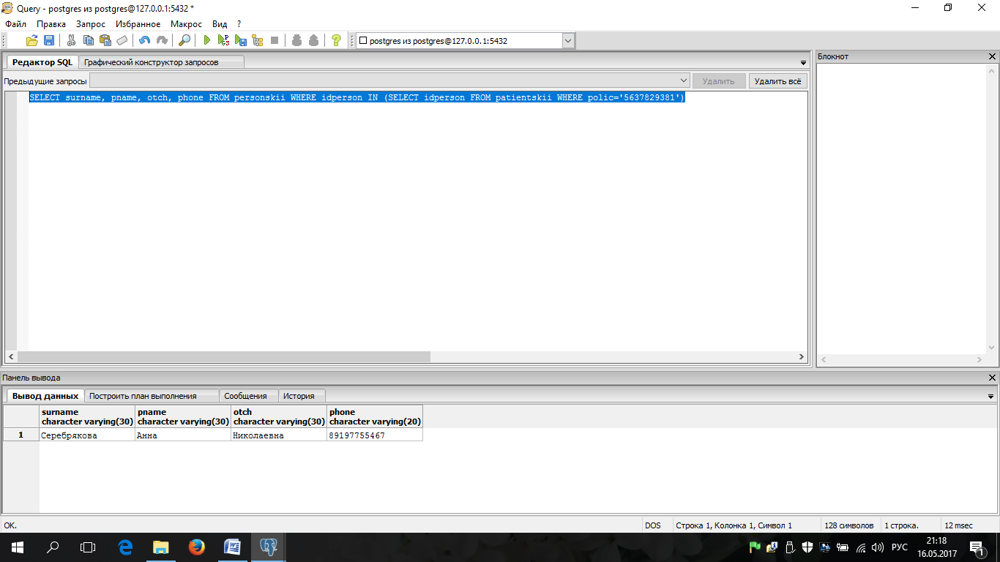 Query - postgres из postgres@127.0.0.1:5432 *
Файл Правка Запрос Избранное Макрос Вид ?
postgres из postgres@127.0.0.1:5432
Редактор SQL Графический конструктор запросов
Блокнот
Предыдущие запросы Удалить Удалить всё
SELECT surname, pname, otch, phone FROM personskii WHERE idperson IN (SELECT idperson FROM patientskii WHERE polic='5637829381')
Панель вывода
Вывод данных Построить план выполнения Сообщения История
surname pname otch phone
character varying(30) character varying(30) character varying(30) character varying(20)
1 Серебрякова Анна Николаевна 89197755467
OK. DOS Строка 1, Колонка 1, Символ 1 128 символов 1 строка. 12 msec
РУС 21:18
16.05.2017 1